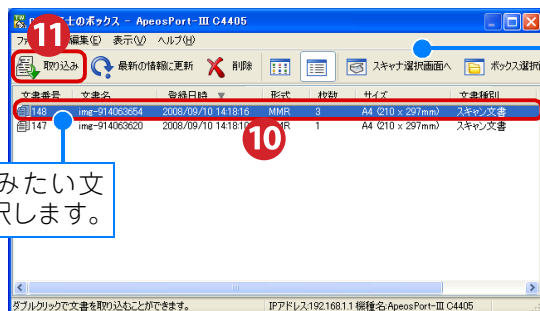 士のボックス - ApeosPort-III C4405
11
編集(E) 表示(V) ヘルプ(H)
取り込み 最新の情報に更新 削除 スキャナ選択画面へ ボックス選択
文書番号 文書名 登録日時 ▼ 形式 枚数 サイズ 文書種別
148 img-914063654 2008/09/10 14:18:16 MMR 3 A4 (210 x 297mm) スキャン文書
147 img-914063620 2008/09/10 14:18:10 MMR 1 A4 (210 x 297mm) スキャン文書
10
みたい文
択します。
ダブルクリックで文書を取り込むことができます。 IPアドレス:192.168.1.1 機種名:ApeosPort-III C4405